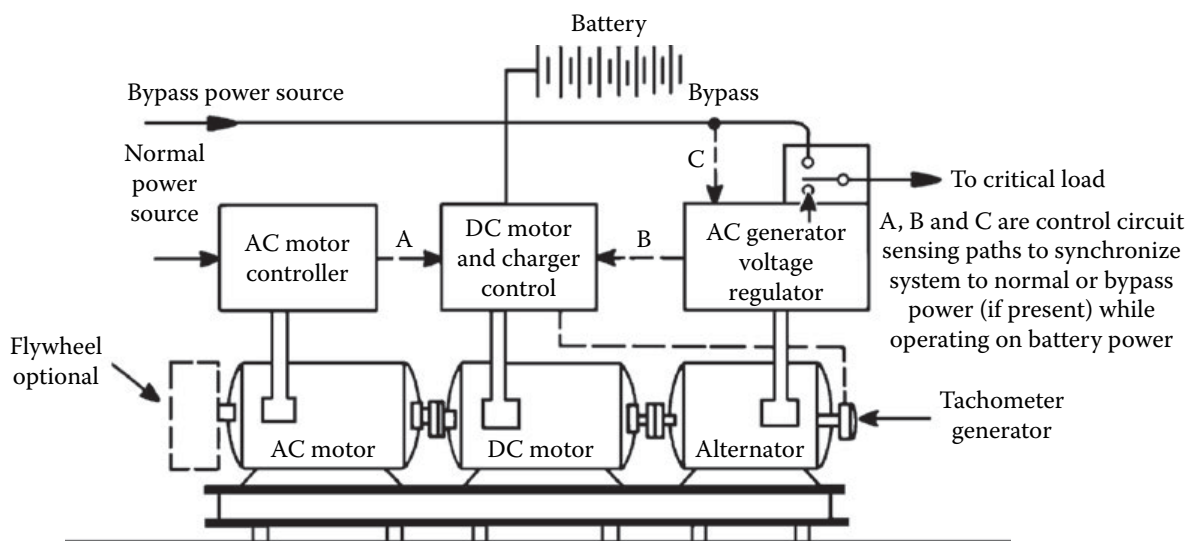 Battery
Bypass power source
Bypass
Normal
power
source
C
To critical load
AC motor
controller
A
DC motor
and charger
control
B
AC generator
voltage
regulator
A, B and C are control circuit
sensing paths to synchronize
system to normal or bypass
power (if present) while
operating on battery power
Flywheel
optional
Tachometer
generator
AC motor
DC motor
Alternator